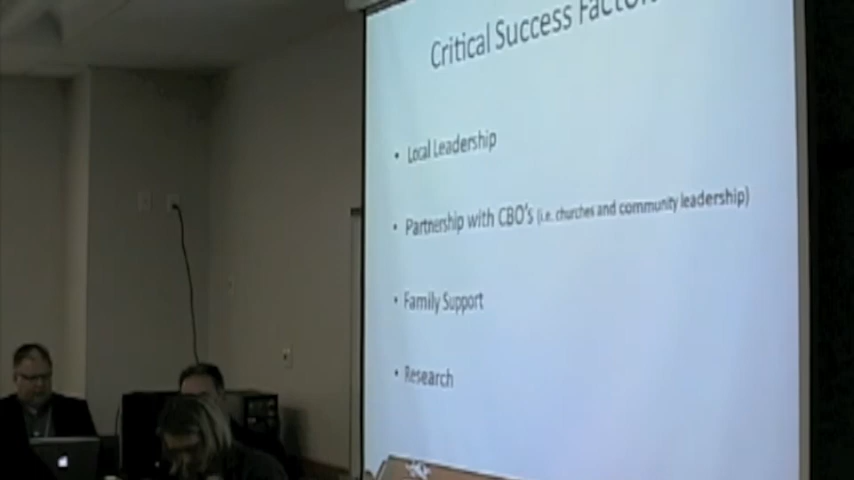 Critical Success Factor
• Local Leadership
• Partnership with CBO's (i.e. churches and community leadership)
• Family Support
• Research